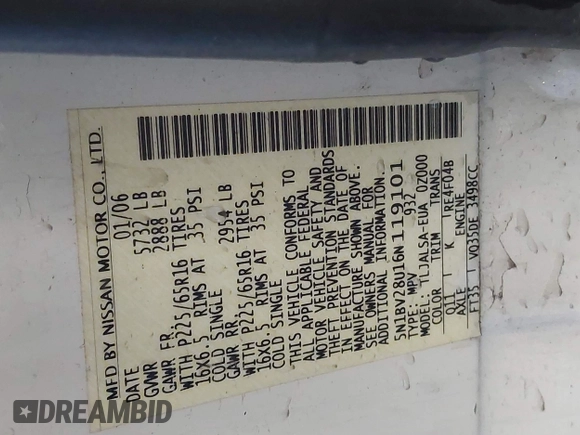 MFD BY NISSAN MOTOR CO., LTD.
DATE 01/06
GVWR 5732 LB
GAWR FR. 2888 LB
WITH P225/65R16 TIRES
16X6.5 RIMS AT 35 PSI
COLD SINGLE
GAWR RR. 2954 LB
WITH P225/65R16 TIRES
16X6.5 RIMS AT 35 PSI
COLD SINGLE
THIS VEHICLE CONFORMS TO
ALL APPLICABLE FEDERAL
MOTOR VEHICLE SAFETY AND
THEFT PREVENTION STANDARDS
IN EFFECT ON THE DATE OF
MANUFACTURE SHOWN ABOVE.
SEE OWNERS MANUAL FOR
ADDITIONAL INFORMATION.
5N1BV28U16N119101
TYPE: MPV 932
MODEL: TLJALSA-EUA 0Z000
COLOR TRIM TRANS
QL1 K RE4F04B
AXLE ENGINE
FT35 VQ35DE 3498CC
DREAMBID